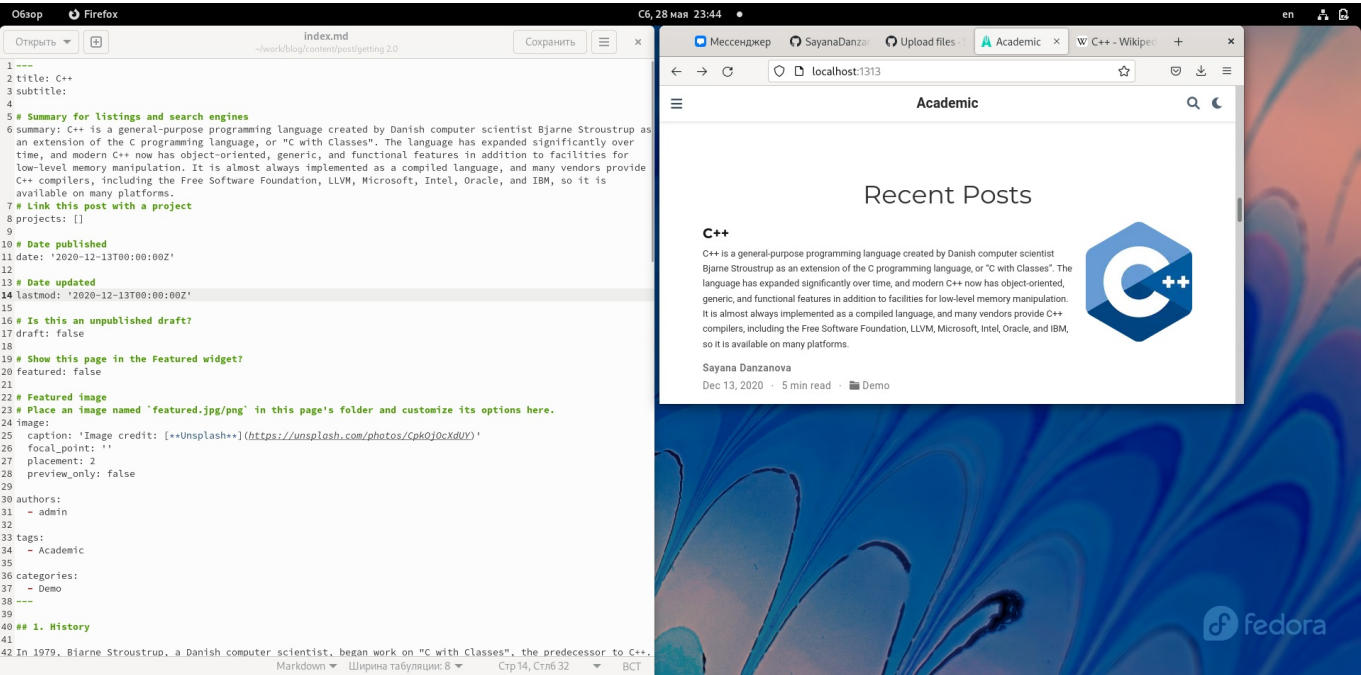 Обзор Firefox Сб, 28 мая 23:44 en
Открыть index.md Сохранить
~/work/blog/content/post/getting 2.0
1 ---
2 title: C++
3 subtitle:
4
5 # Summary for listings and search engines
6 summary: C++ is a general-purpose programming language created by Danish computer scientist Bjarne Stroustrup as
an extension of the C programming language, or "C with Classes". The language has expanded significantly over
time, and modern C++ now has object-oriented, generic, and functional features in addition to facilities for
low-level memory manipulation. It is almost always implemented as a compiled language, and many vendors provide
C++ compilers, including the Free Software Foundation, LLVM, Microsoft, Intel, Oracle, and IBM, so it is
available on many platforms.
7 # Link this post with a project
8 projects: []
9
10 # Date published
11 date: '2020-12-13T00:00:00Z'
12
13 # Date updated
14 lastmod: '2020-12-13T00:00:00Z'
15
16 # Is this an unpublished draft?
17 draft: false
18
19 # Show this page in the Featured widget?
20 featured: false
21
22 # Featured image
23 # Place an image named `featured.jpg/png` in this page's folder and customize its options here.
24 image:
25   caption: 'Image credit: [**Unsplash**](https://unsplash.com/photos/CpkOjOcXdUY)'
26   focal_point: ''
27   placement: 2
28   preview_only: false
29
30 authors:
31   - admin
32
33 tags:
34   - Academic
35
36 categories:
37   - Demo
38 ---
39
40 ## 1. History
41
42 In 1979, Bjarne Stroustrup, a Danish computer scientist, began work on "C with Classes", the predecessor to C++.
Markdown Ширина табуляции: 8 Стр 14, Стлб 32 ВСТ
Мессенджер SayanaDanza Upload files · Academic C++ - Wikiped
localhost:1313
Academic
Recent Posts
C++
C++ is a general-purpose programming language created by Danish computer scientist
Bjarne Stroustrup as an extension of the C programming language, or “C with Classes”. The
language has expanded significantly over time, and modern C++ now has object-oriented,
generic, and functional features in addition to facilities for low-level memory manipulation.
It is almost always implemented as a compiled language, and many vendors provide C++
compilers, including the Free Software Foundation, LLVM, Microsoft, Intel, Oracle, and IBM,
so it is available on many platforms.
Sayana Danzanova
Dec 13, 2020 · 5 min read · Demo
C++
fedora